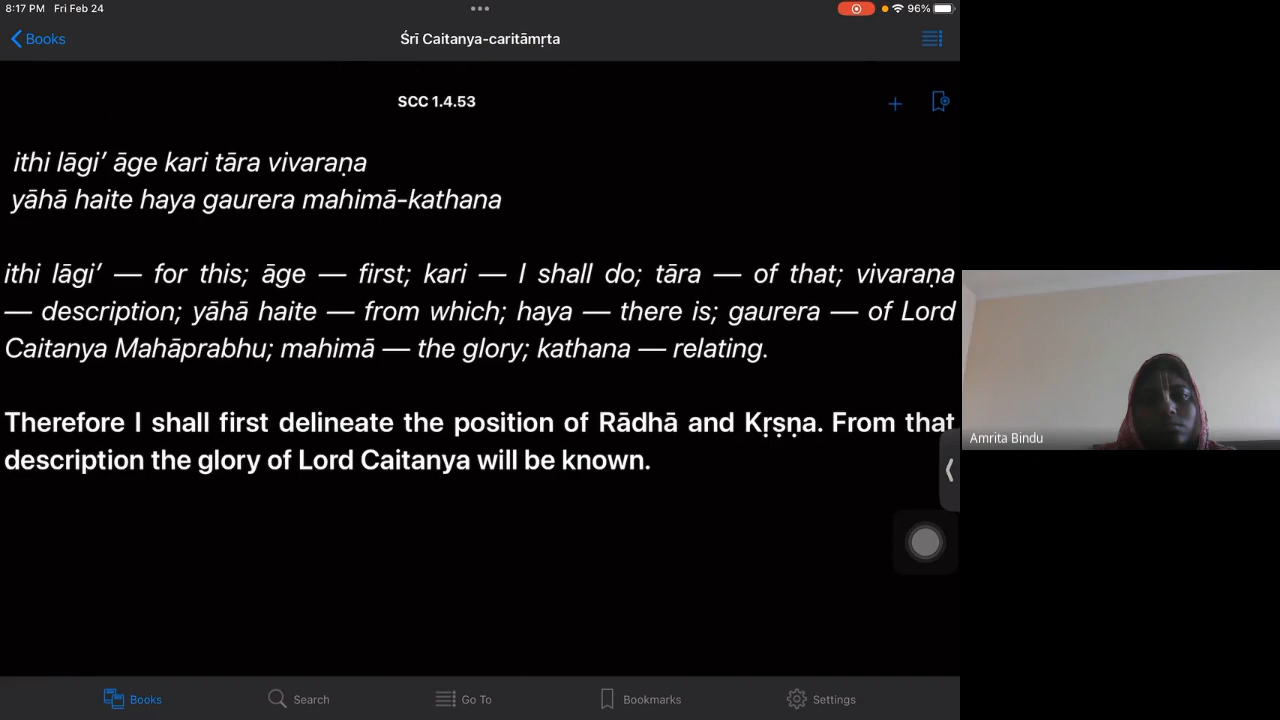 8:17 PM Fri Feb 24
96%
Books
Śrī Caitanya-caritāmṛta
SCC 1.4.53
ithi lāgi’ āge kari tāra vivaraṇa
yāhā haite haya gaurera mahimā-kathana
ithi lāgi’ — for this; āge — first; kari — I shall do; tāra — of that; vivaraṇa
— description; yāhā haite — from which; haya — there is; gaurera — of Lord
Caitanya Mahāprabhu; mahimā — the glory; kathana — relating.
Therefore I shall first delineate the position of Rādhā and Kṛṣṇa. From that
description the glory of Lord Caitanya will be known.
Amrita Bindu
Books
Search
Go To
Bookmarks
Settings